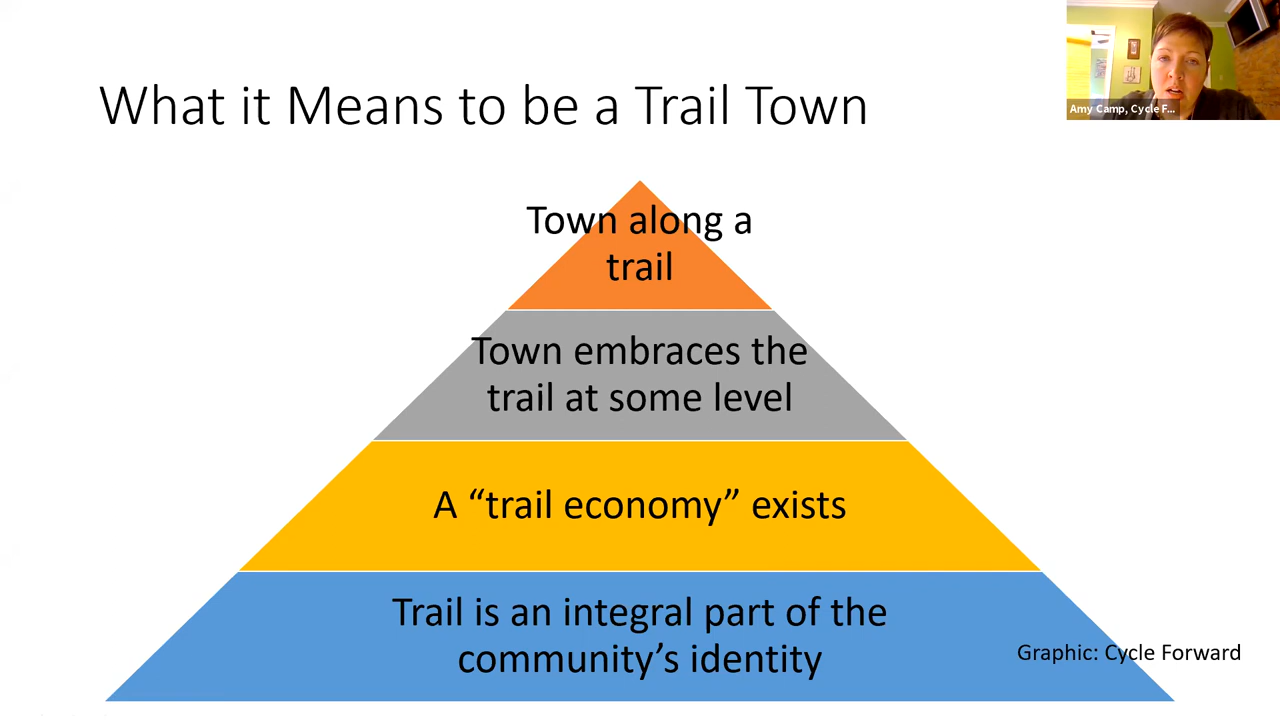 What it Means to be a Trail Town
Amy Camp, Cycle F...
Town along a
trail
Town embraces the
trail at some level
A “trail economy” exists
Trail is an integral part of the
community’s identity
Graphic: Cycle Forward